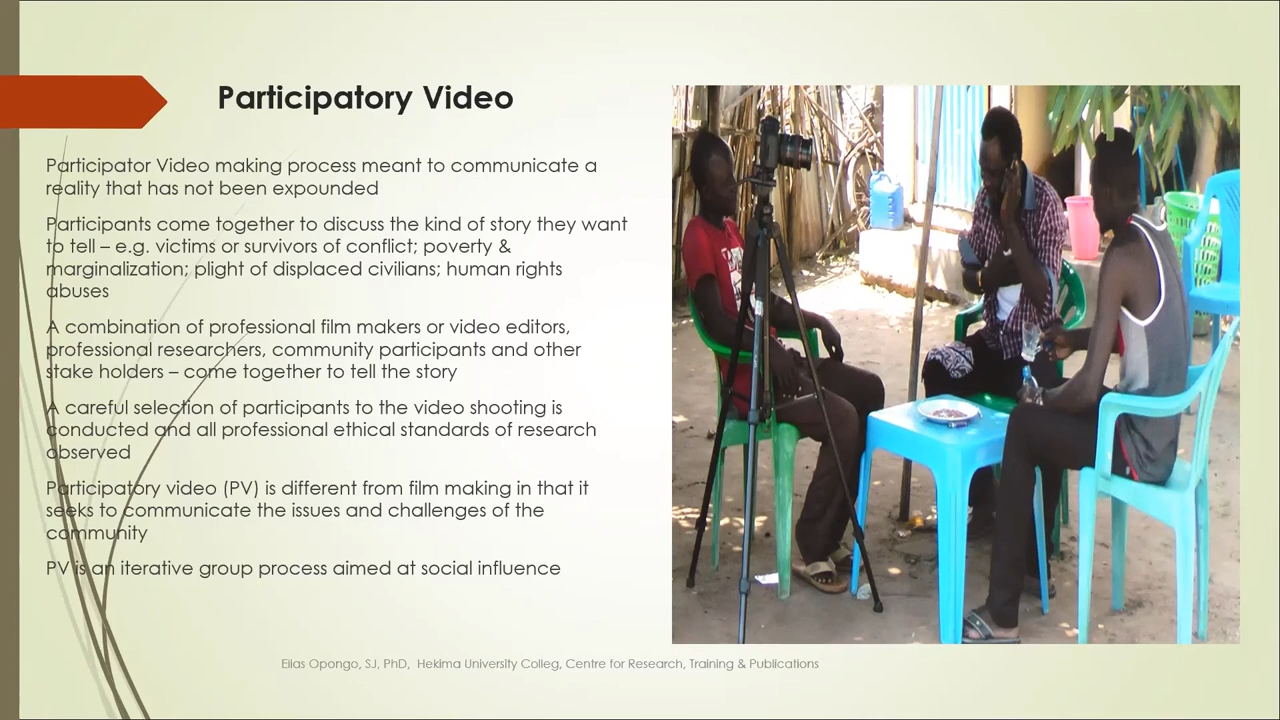 Participatory Video
Participator Video making process meant to communicate a
reality that has not been expounded
Participants come together to discuss the kind of story they want
to tell – e.g. victims or survivors of conflict; poverty &
marginalization; plight of displaced civilians; human rights
abuses
A combination of professional film makers or video editors,
professional researchers, community participants and other
stake holders – come together to tell the story
A careful selection of participants to the video shooting is
conducted and all professional ethical standards of research
observed
Participatory video (PV) is different from film making in that it
seeks to communicate the issues and challenges of the
community
PV is an iterative group process aimed at social influence
Elias Opongo, SJ, PhD, Hekima University Colleg, Centre for Research, Training & Publications